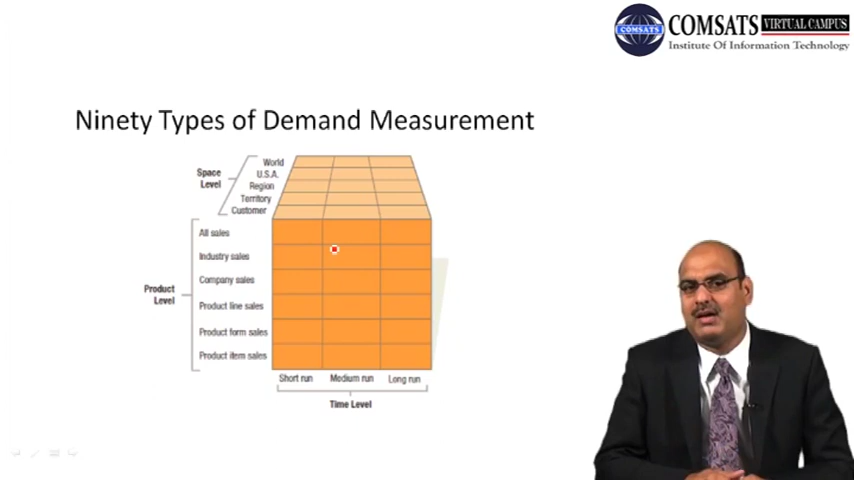 COMSATS
COMSATS VIRTUAL CAMPUS
Institute Of Information Technology
Ninety Types of Demand Measurement
Space
Level
World
U.S.A.
Region
Territory
Customer
Product
Level
All sales
Industry sales
Company sales
Product line sales
Product form sales
Product item sales
Short run
Medium run
Long run
Time Level